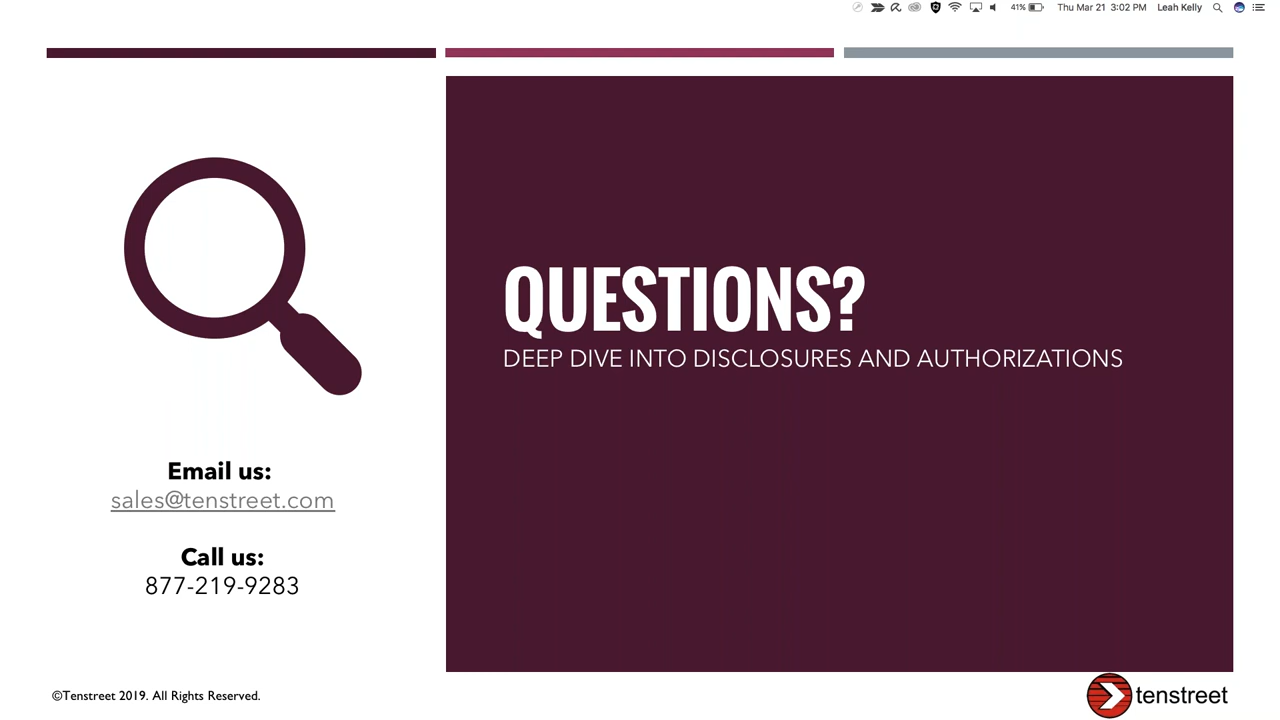 41% Thu Mar 21 3:02 PM Leah Kelly
QUESTIONS?
DEEP DIVE INTO DISCLOSURES AND AUTHORIZATIONS
Email us:
sales@tenstreet.com
Call us:
877-219-9283
©Tenstreet 2019. All Rights Reserved.
tenstreet